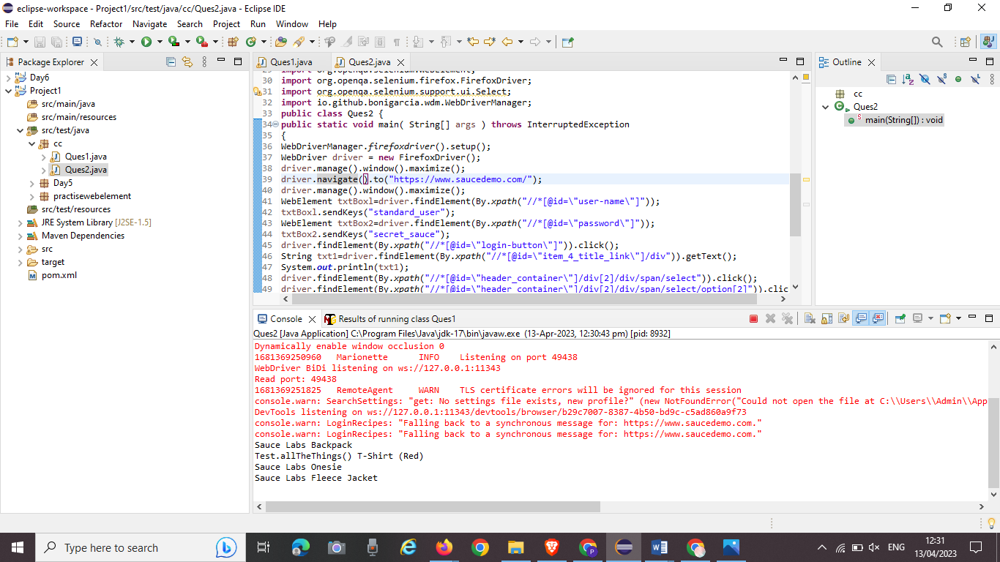 eclipse-workspace - Project1/src/test/java/cc/Ques2.java - Eclipse IDE
File Edit Source Refactor Navigate Search Project Run Window Help
Package Explorer
Day6
Project1
src/main/java
src/main/resources
src/test/java
cc
Ques1.java
Ques2.java
Day5
practisewebelement
src/test/resources
JRE System Library [J2SE-1.5]
Maven Dependencies
src
target
pom.xml
Ques1.java Ques2.java
29 import org.openqa.selenium.WebElement;
30 import org.openqa.selenium.firefox.FirefoxDriver;
31 import org.openqa.selenium.support.ui.Select;
32 import io.github.bonigarcia.wdm.WebDriverManager;
33 public class Ques2 {
34 public static void main( String[] args ) throws InterruptedException
35 {
36 WebDriverManager.firefoxdriver().setup();
37 WebDriver driver = new FirefoxDriver();
38 driver.manage().window().maximize();
39 driver.navigate().to("https://www.saucedemo.com/");
40 driver.manage().window().maximize();
41 WebElement txtBox1=driver.findElement(By.xpath("//*[@id=\"user-name\"]"));
42 txtBox1.sendKeys("standard_user");
43 WebElement txtBox2=driver.findElement(By.xpath("//*[@id=\"password\"]"));
44 txtBox2.sendKeys("secret_sauce");
45 driver.findElement(By.xpath("//*[@id=\"login-button\"]")).click();
46 String txt1=driver.findElement(By.xpath("//*[@id=\"item_4_title_link\"]/div")).getText();
47 System.out.println(txt1);
48 driver.findElement(By.xpath("//*[@id=\"header_container\"]/div[2]/div/span/select")).click();
49 driver.findElement(By.xpath("//*[@id=\"header_container\"]/div[2]/div/span/select/option[2]")).clic
Outline
cc
Ques2
main(String[]) : void
Console Results of running class Ques1
Ques2 [Java Application] C:\Program Files\Java\jdk-17\bin\javaw.exe (13-Apr-2023, 12:30:43 pm) [pid: 8932]
Dynamically enable window occlusion 0
1681369250960 Marionette INFO Listening on port 49438
WebDriver BiDi listening on ws://127.0.0.1:11343
Read port: 49438
1681369251825 RemoteAgent WARN TLS certificate errors will be ignored for this session
console.warn: SearchSettings: "get: No settings file exists, new profile?" (new NotFoundError("Could not open the file at C:\\Users\\Admin\\App
DevTools listening on ws://127.0.0.1:11343/devtools/browser/b29c7007-8387-4b50-bd9c-c5ad860a9f73
console.warn: LoginRecipes: "Falling back to a synchronous message for: https://www.saucedemo.com."
console.warn: LoginRecipes: "Falling back to a synchronous message for: https://www.saucedemo.com."
Sauce Labs Backpack
Test.allTheThings() T-Shirt (Red)
Sauce Labs Onesie
Sauce Labs Fleece Jacket
Type here to search
ENG
12:31
13/04/2023